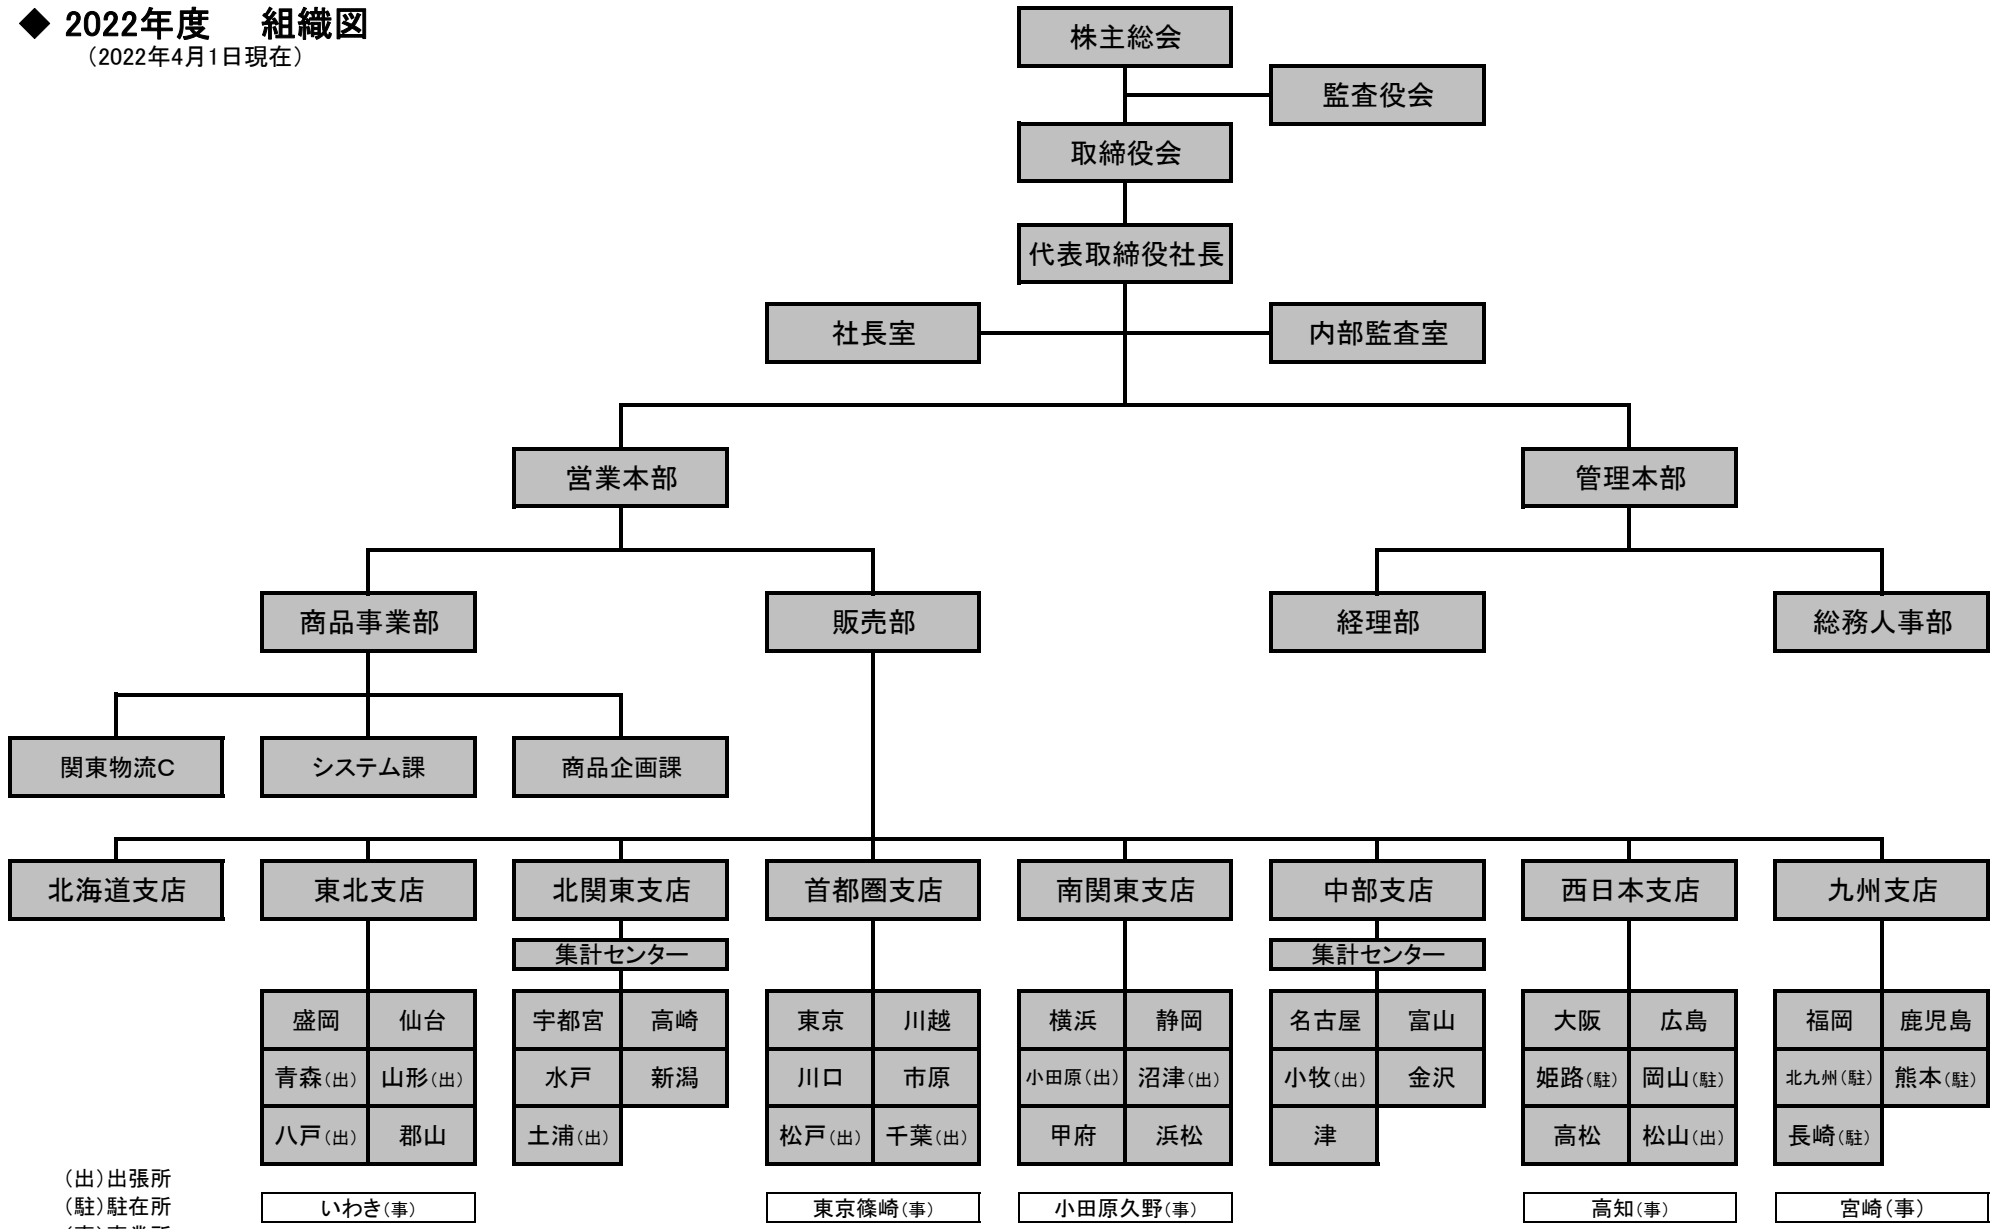 ◆ 2022年度 組織図
（2022年4月1日現在）
株主総会
監査役会
取締役会
代表取締役社長
社長室 内部監査室
営業本部 管理本部
商品事業部 販売部 経理部 総務人事部
関東物流C システム課 商品企画課
北海道支店 東北支店 北関東支店 首都圏支店 南関東支店 中部支店 西日本支店 九州支店
集計センター 集計センター
盛岡 仙台 宇都宮 高崎 東京 川越 横浜 静岡 名古屋 富山 大阪 広島 福岡 鹿児島
青森(出) 山形(出) 水戸 新潟 川口 市原 小田原(出) 沼津(出) 小牧(出) 金沢 姫路(駐) 岡山(駐) 北九州(駐) 熊本(駐)
八戸(出) 郡山 土浦(出) 松戸(出) 千葉(出) 甲府 浜松 津 高松 松山(出) 長崎(駐)
(出)出張所
(駐)駐在所
いわき(事) 東京篠崎(事) 小田原久野(事) 高知(事) 宮崎(事)